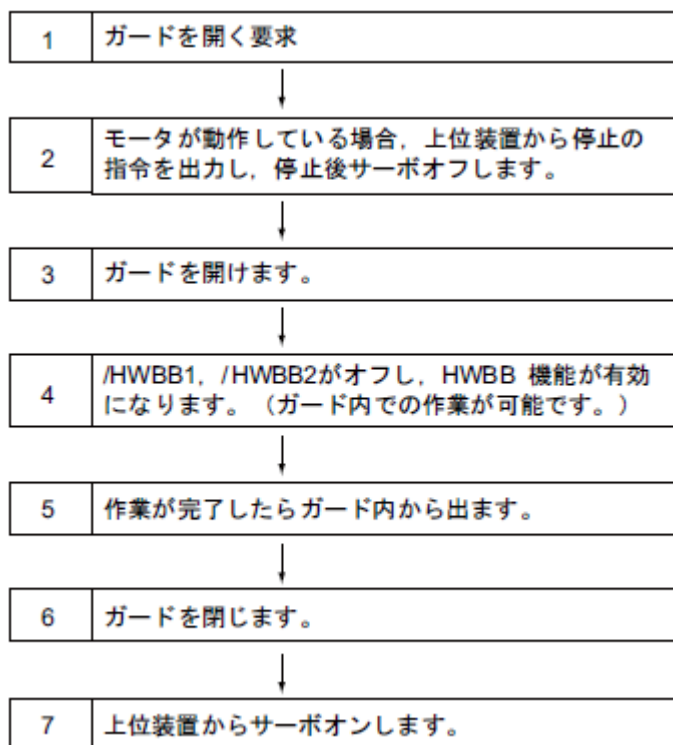 1 ガードを開く要求
2 モータが動作している場合，上位装置から停止の
指令を出力し，停止後サーボオフします。
3 ガードを開けます。
4 /HWBB1，/HWBB2がオフし，HWBB 機能が有効
になります。（ガード内での作業が可能です。）
5 作業が完了したらガード内から出ます。
6 ガードを閉じます。
7 上位装置からサーボオンします。